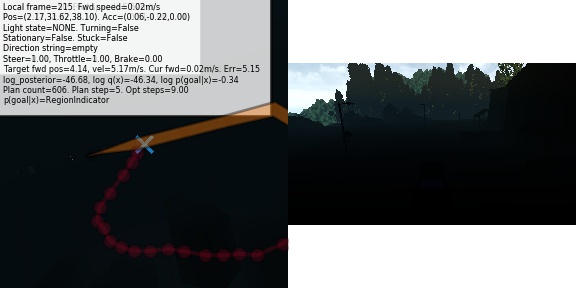 Local frame=215: Fwd speed=0.02m/s
Pos=(2.17,31.62,38.10). Acc=(0.06,-0.22,0.00)
Light state=NONE. Turning=False
Stationary=False. Stuck=False
Direction string=empty
Steer=1.00, Throttle=1.00, Brake=0.00
Target fwd pos=4.14, vel=5.17m/s. Cur fwd=0.02m/s. Err=5.15
log_posterior=-46.68, log q(x)=-46.34, log p(goal|x)=-0.34
Plan count=606. Plan step=5. Opt steps=9.00
p(goal|x)=RegionIndicator